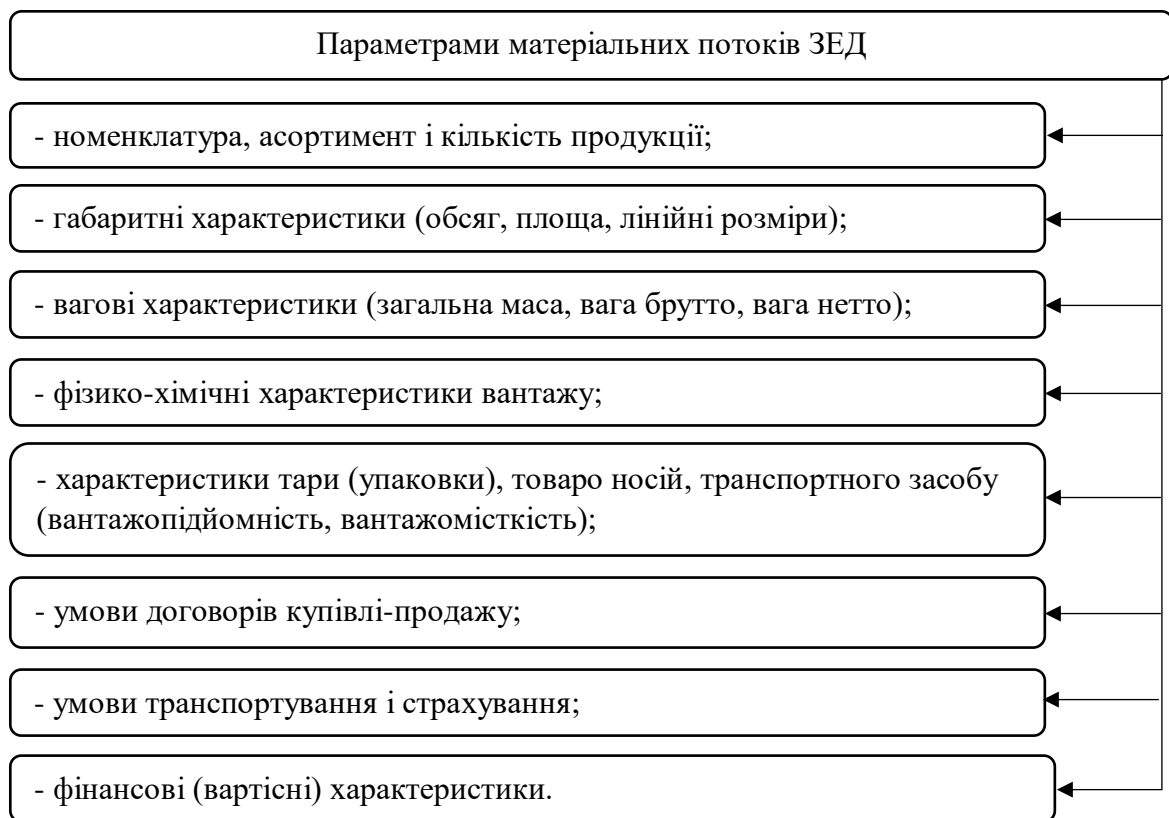 Параметрами матеріальних потоків ЗЕД
- номенклатура, асортимент і кількість продукції;
- габаритні характеристики (обсяг, площа, лінійні розміри);
- вагові характеристики (загальна маса, вага брутто, вага нетто);
- фізико-хімічні характеристики вантажу;
- характеристики тари (упаковки), товаро носій, транспортного засобу
(вантажопідйомність, вантажомісткість);
- умови договорів купівлі-продажу;
- умови транспортування і страхування;
- фінансові (вартісні) характеристики.